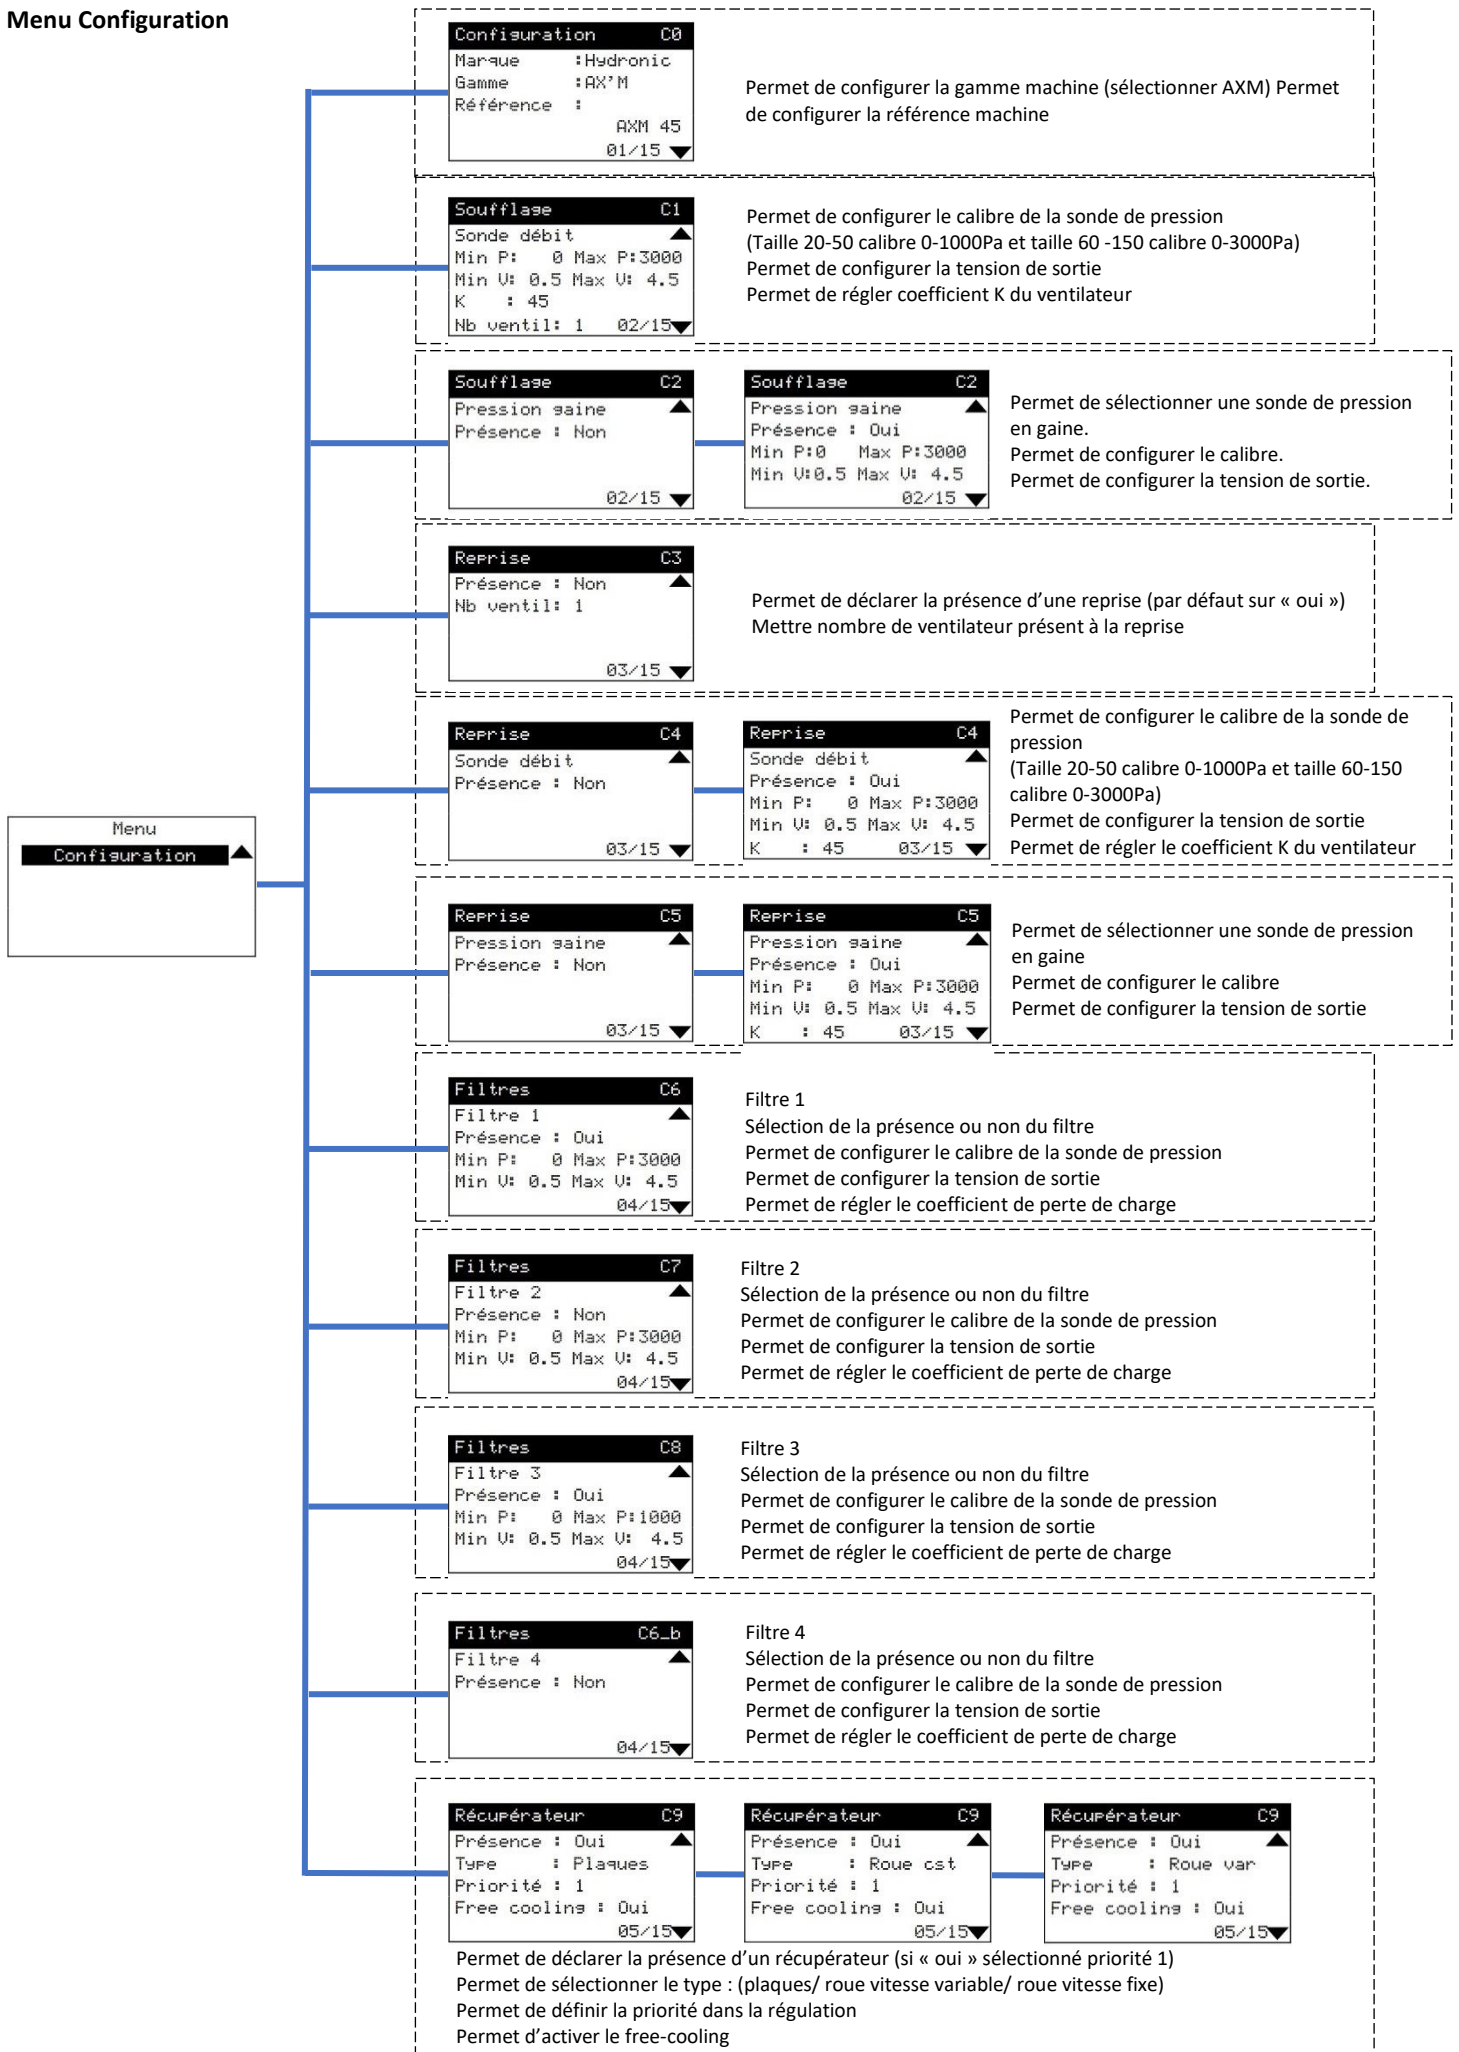 Menu Configuration
Configuration C0
Marque :Hydronic
Gamme :AX'M
Référence :
AXM 45
01/15
Permet de configurer la gamme machine (sélectionner AXM) Permet
de configurer la référence machine
Soufflage C1
Sonde débit
Min P: 0 Max P:3000
Min V: 0.5 Max V: 4.5
K : 45
Nb ventil: 1 02/15
Permet de configurer le calibre de la sonde de pression
(Taille 20-50 calibre 0-1000Pa et taille 60 -150 calibre 0-3000Pa)
Permet de configurer la tension de sortie
Permet de régler coefficient K du ventilateur
Soufflage C2
Pression gaine
Présence : Non
02/15
Soufflage C2
Pression gaine
Présence : Oui
Min P:0 Max P:3000
Min V:0.5 Max V: 4.5
02/15
Permet de sélectionner une sonde de pression
en gaine.
Permet de configurer le calibre.
Permet de configurer la tension de sortie.
Reprise C3
Présence : Non
Nb ventil: 1
03/15
Permet de déclarer la présence d'une reprise (par défaut sur « oui »)
Mettre nombre de ventilateur présent à la reprise
Reprise C4
Sonde débit
Présence : Non
03/15
Reprise C4
Sonde débit
Présence : Oui
Min P: 0 Max P:3000
Min V: 0.5 Max V: 4.5
K : 45 03/15
Permet de configurer le calibre de la sonde de
pression
(Taille 20-50 calibre 0-1000Pa et taille 60-150
calibre 0-3000Pa)
Permet de configurer la tension de sortie
Permet de régler le coefficient K du ventilateur
Menu
Configuration
Reprise C5
Pression gaine
Présence : Non
03/15
Reprise C5
Pression gaine
Présence : Oui
Min P: 0 Max P:3000
Min V: 0.5 Max V: 4.5
K : 45 03/15
Permet de sélectionner une sonde de pression
en gaine
Permet de configurer le calibre
Permet de configurer la tension de sortie
Filtres C6
Filtre 1
Présence : Oui
Min P: 0 Max P:3000
Min V: 0.5 Max V: 4.5
04/15
Filtre 1
Sélection de la présence ou non du filtre
Permet de configurer le calibre de la sonde de pression
Permet de configurer la tension de sortie
Permet de régler le coefficient de perte de charge
Filtres C7
Filtre 2
Présence : Non
Min P: 0 Max P:3000
Min V: 0.5 Max V: 4.5
04/15
Filtre 2
Sélection de la présence ou non du filtre
Permet de configurer le calibre de la sonde de pression
Permet de configurer la tension de sortie
Permet de régler le coefficient de perte de charge
Filtres C8
Filtre 3
Présence : Oui
Min P: 0 Max P:1000
Min V: 0.5 Max V: 4.5
04/15
Filtre 3
Sélection de la présence ou non du filtre
Permet de configurer le calibre de la sonde de pression
Permet de configurer la tension de sortie
Permet de régler le coefficient de perte de charge
Filtres C6_b
Filtre 4
Présence : Non
04/15
Filtre 4
Sélection de la présence ou non du filtre
Permet de configurer le calibre de la sonde de pression
Permet de configurer la tension de sortie
Permet de régler le coefficient de perte de charge
Récupérateur C9
Présence : Oui
Type : Plaques
Priorité : 1
Free cooling : Oui
05/15
Récupérateur C9
Présence : Oui
Type : Roue cst
Priorité : 1
Free cooling : Oui
05/15
Récupérateur C9
Présence : Oui
Type : Roue var
Priorité : 1
Free cooling : Oui
05/15
Permet de déclarer la présence d'un récupérateur (si « oui » sélectionné priorité 1)
Permet de sélectionner le type : (plaques/ roue vitesse variable/ roue vitesse fixe)
Permet de définir la priorité dans la régulation
Permet d'activer le free-cooling